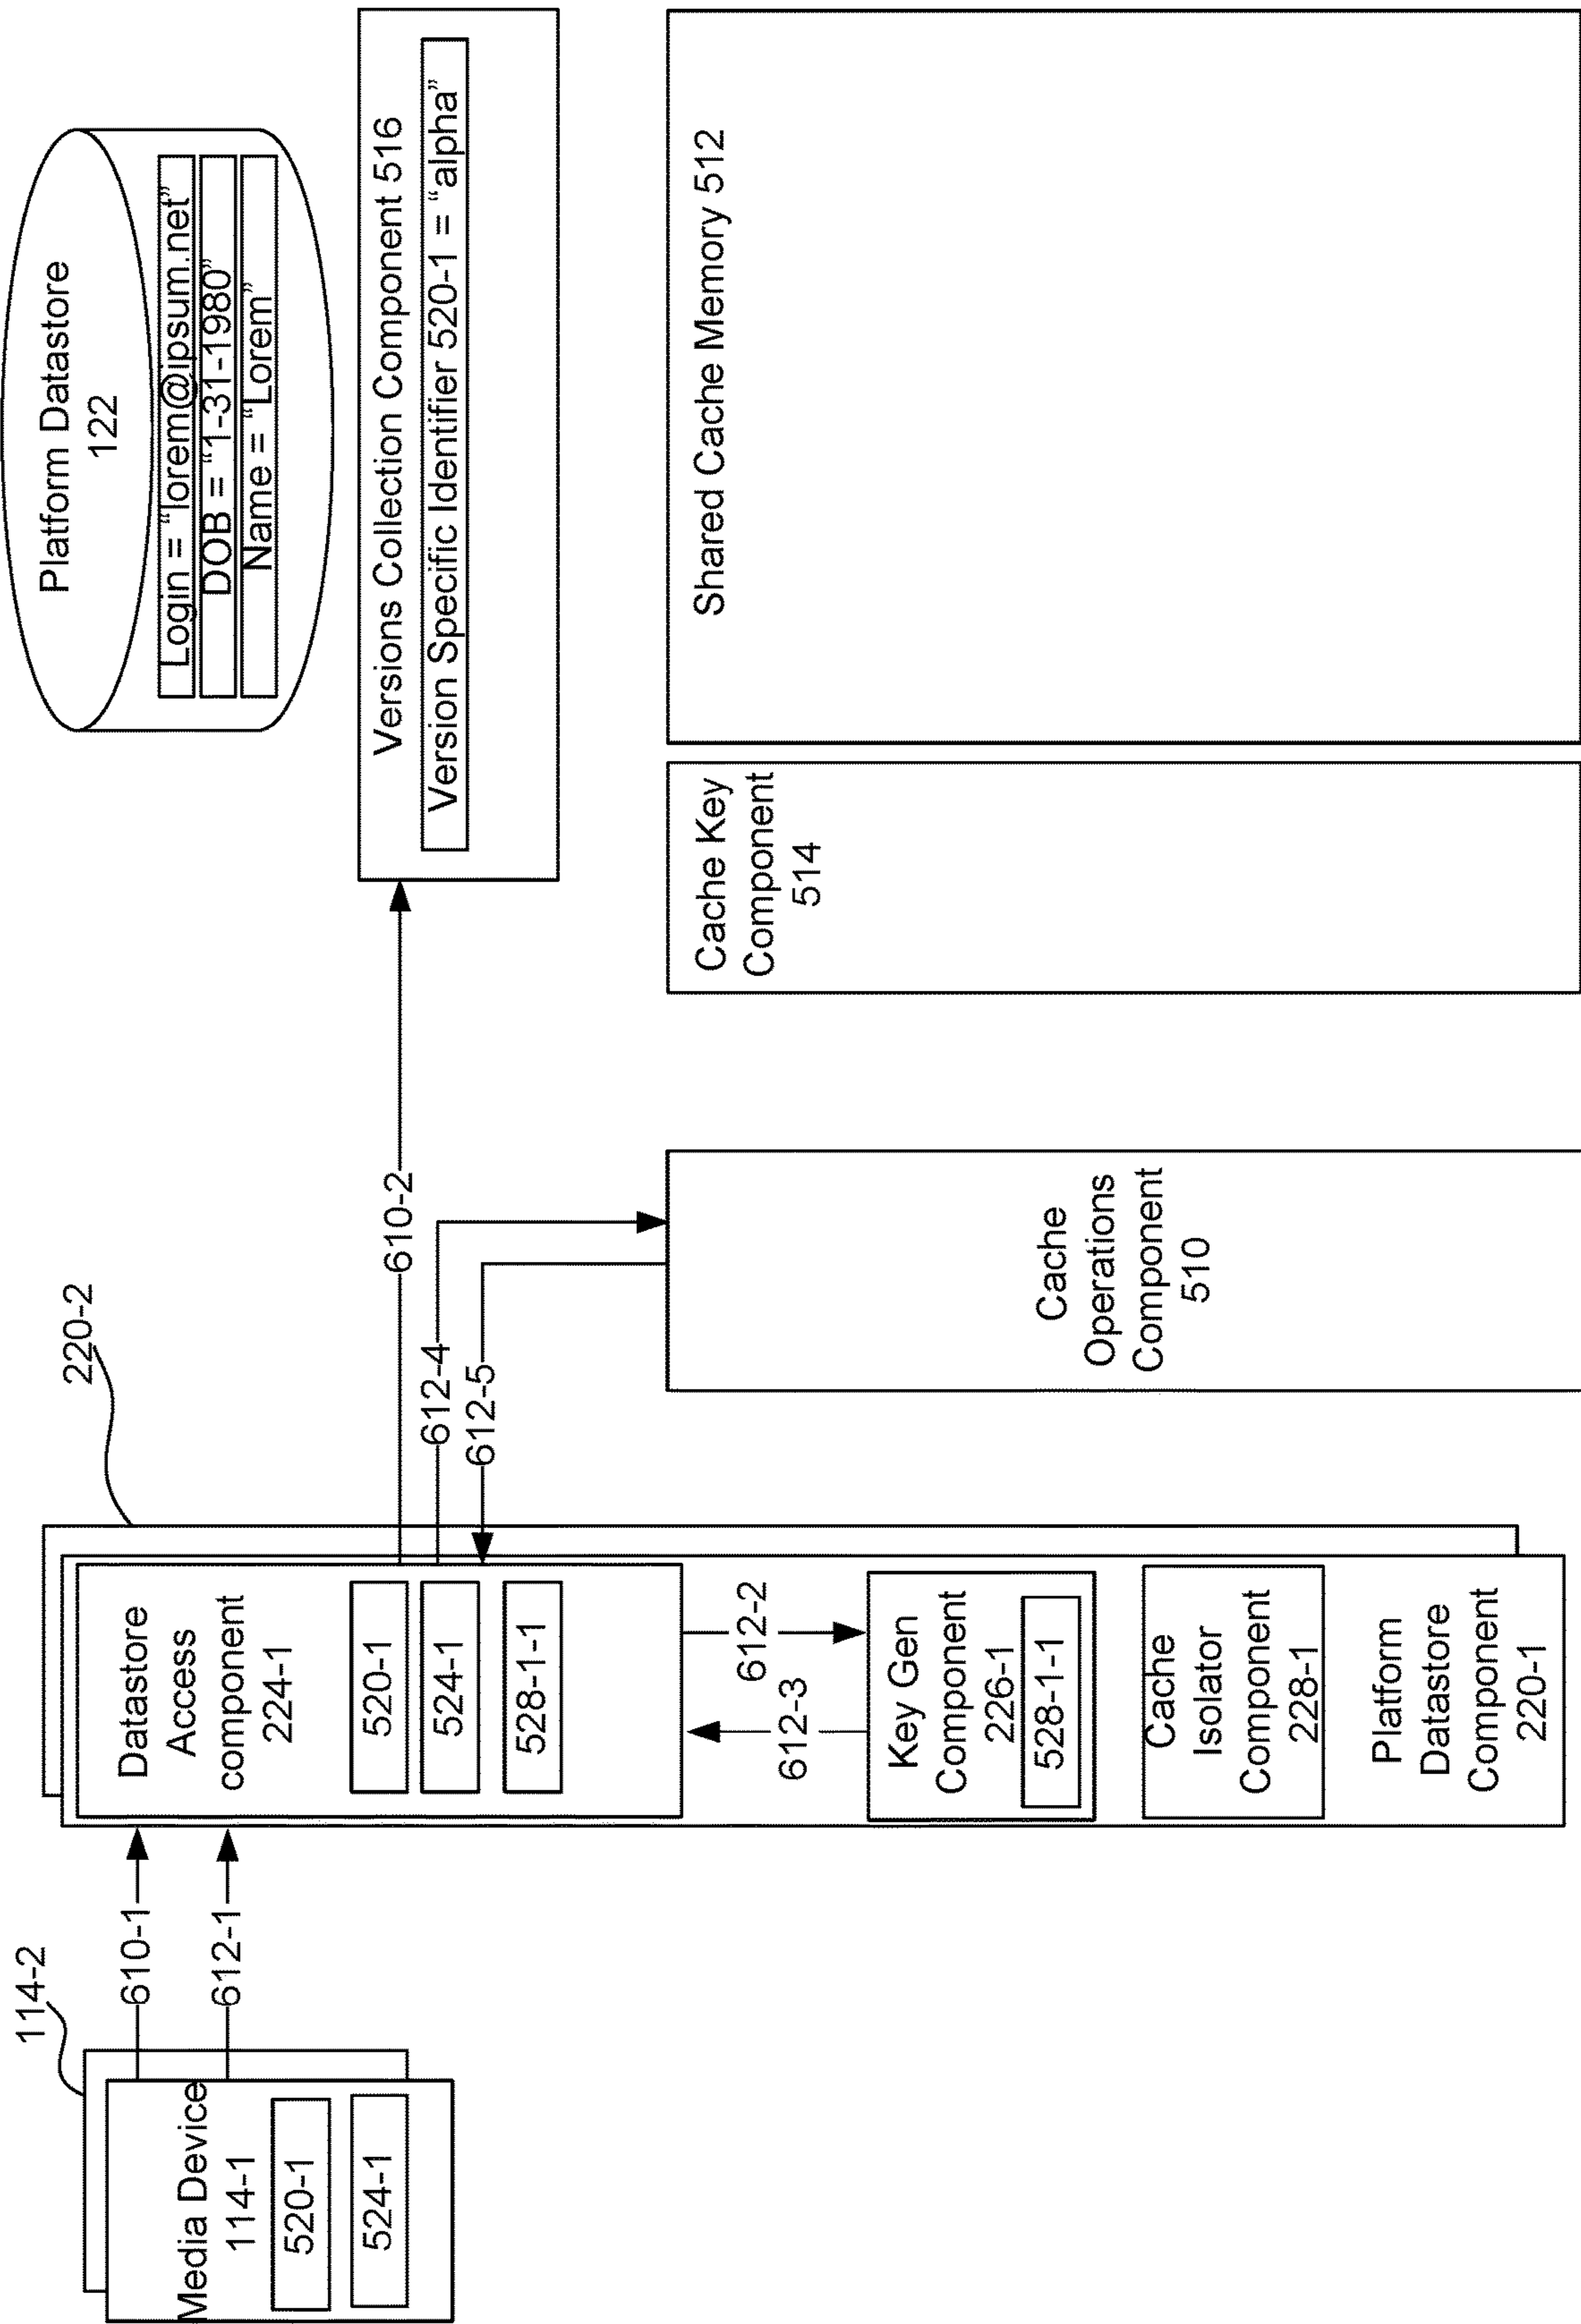 114-2
Media Device
114-1
520-1
524-1
610-1
612-1
220-2
Datastore
Access
component
224-1
520-1
524-1
528-1-1
612-2
612-3
Key Gen
Component
226-1
528-1-1
Cache
Isolator
Component
228-1
Platform
Datastore
Component
220-1
610-2
612-4
612-5
Cache
Operations
Component
510
Platform Datastore
122
Login = “lorem@ipsum.net”
DOB = “1-31-1980”
Name = “Lorem”
Versions Collection Component 516
Version Specific Identifier 520-1 = “alpha”
Cache Key
Component
514
Shared Cache Memory 512